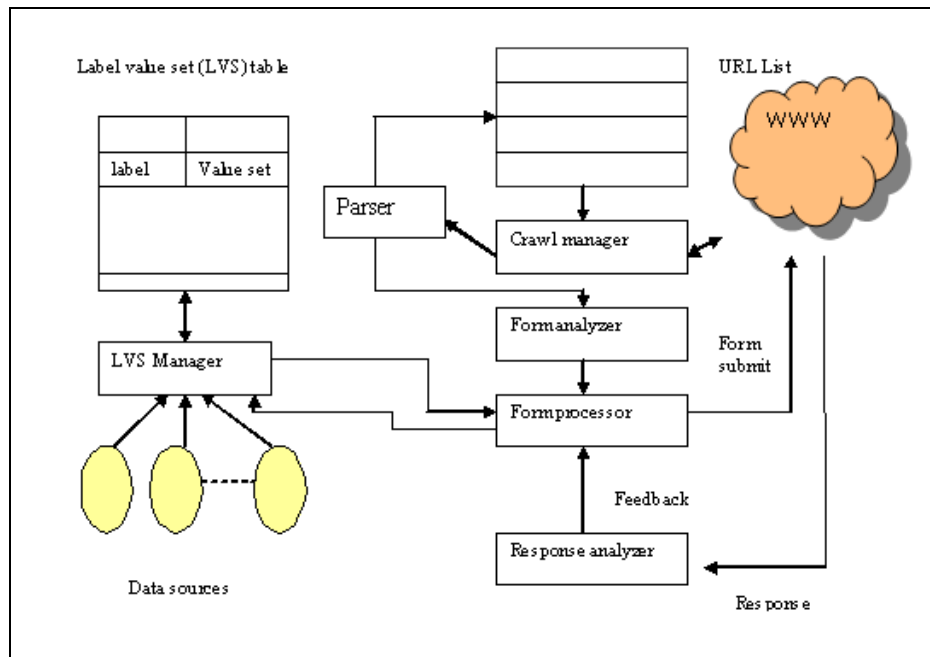 Label value set (LVS) table
URL List
WWW
label
Value set
Parser
Crawl manager
Formanalyzer
Form
submit
LVS Manager
Formprocessor
Feedback
Response analyzer
Data sources
Response